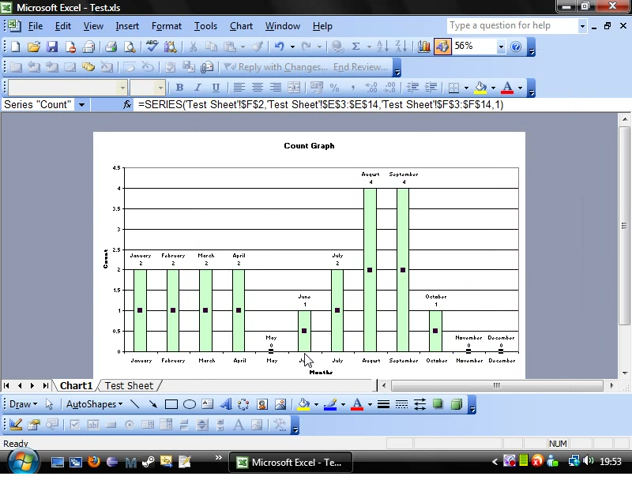 Microsoft Excel - Test.xls
File Edit View Insert Format Tools Chart Window Help
Type a question for help
56%
Reply with Changes... End Review...
Series "Count" fx =SERIES('Test Sheet'!$F$2,'Test Sheet'!$E$3:$E$14,'Test Sheet'!$F$3:$F$14,1)
Count Graph
4.5
4
3.5
3
2.5
2
1.5
1
0.5
0
Count
January 2
February 2
March 2
April 2
May 0
June 1
July 2
August 4
September 4
October 1
November 0
December 0
January February March April May July August September October November December
Months
Chart1 Test Sheet
Draw AutoShapes
Ready NUM
Microsoft Excel - Te... 19:53